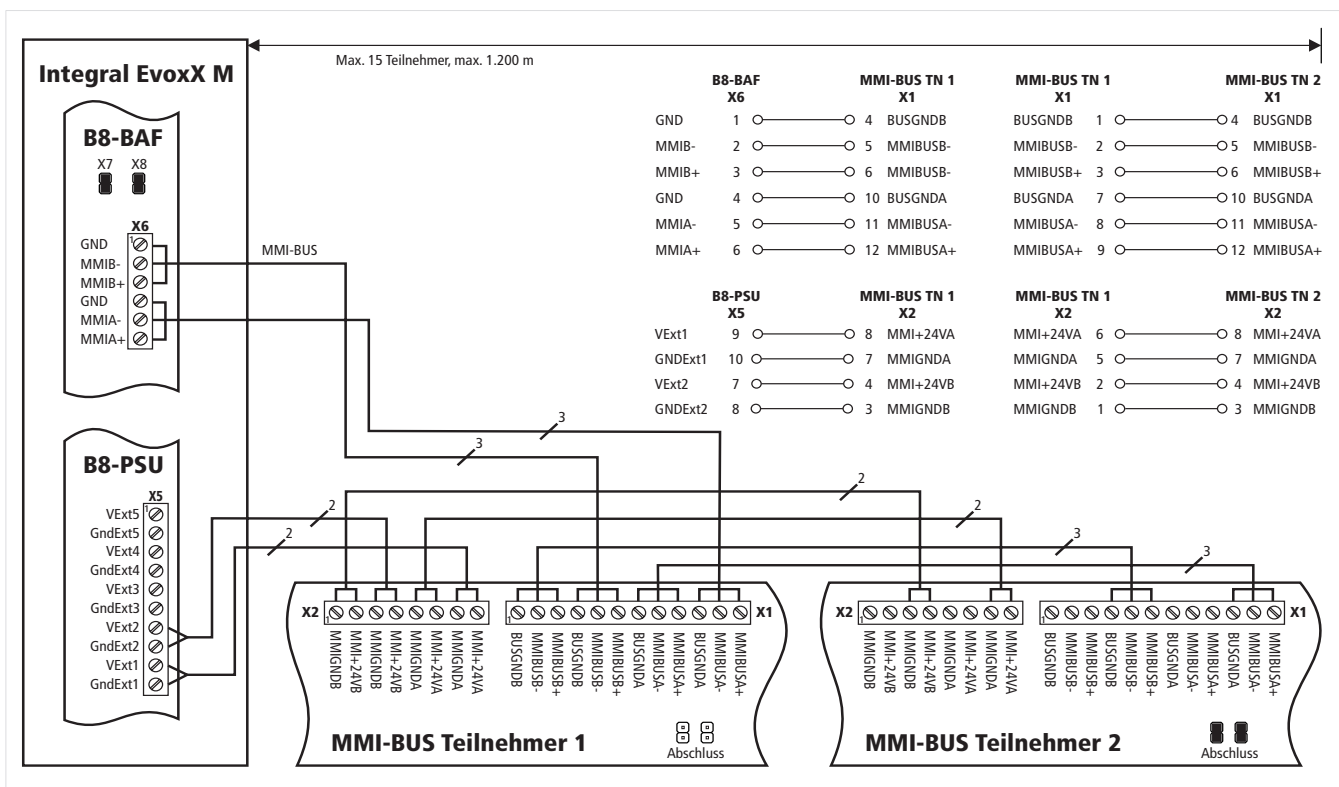 Max. 15 Teilnehmer, max. 1.200 m
Integral EvoxX M
B8-BAF
X7 X8
X6
1
GND
MMIB-
MMIB+
GND
MMIA-
MMIA+
MMI-BUS
B8-BAF MMI-BUS TN 1
X6 X1
GND 1 4 BUSGNDB
MMIB- 2 5 MMIBUSB-
MMIB+ 3 6 MMIBUSB-
GND 4 10 BUSGNDA
MMIA- 5 11 MMIBUSA-
MMIA+ 6 12 MMIBUSA+
MMI-BUS TN 1 MMI-BUS TN 2
X1 X1
BUSGNDB 1 4 BUSGNDB
MMIBUSB- 2 5 MMIBUSB-
MMIBUSB+ 3 6 MMIBUSB+
BUSGNDA 7 10 BUSGNDA
MMIBUSA- 8 11 MMIBUSA-
MMIBUSA+ 9 12 MMIBUSA+
B8-PSU MMI-BUS TN 1
X5 X2
VExt1 9 8 MMI+24VA
GNDExt1 10 7 MMIGNDA
VExt2 7 4 MMI+24VB
GNDExt2 8 3 MMIGNDB
MMI-BUS TN 1 MMI-BUS TN 2
X2 X2
MMI+24VA 6 8 MMI+24VA
MMIGNDA 5 7 MMIGNDA
MMI+24VB 2 4 MMI+24VB
MMIGNDB 1 3 MMIGNDB
3
3
B8-PSU
X5
1
VExt5
GndExt5
VExt4
GndExt4
VExt3
GndExt3
VExt2
GndExt2
VExt1
GndExt1
2
2
2
2
3
3
X2
1
MMIGNDB
MMI+24VB
MMIGNDB
MMI+24VB
MMIGNDA
MMI+24VA
MMIGNDA
MMI+24VA
1
BUSGNDB
MMIBUSB-
MMIBUSB+
BUSGNDB
MMIBUSB-
MMIBUSB+
BUSGNDA
MMIBUSA-
MMIBUSA+
BUSGNDA
MMIBUSA-
MMIBUSA+
X1
MMI-BUS Teilnehmer 1
Abschluss
X2
1
MMIGNDB
MMI+24VB
MMIGNDB
MMI+24VB
MMIGNDA
MMI+24VA
MMIGNDA
MMI+24VA
1
BUSGNDB
MMIBUSB-
MMIBUSB+
BUSGNDB
MMIBUSB-
MMIBUSB+
BUSGNDA
MMIBUSA-
MMIBUSA+
BUSGNDA
MMIBUSA-
MMIBUSA+
X1
MMI-BUS Teilnehmer 2
Abschluss